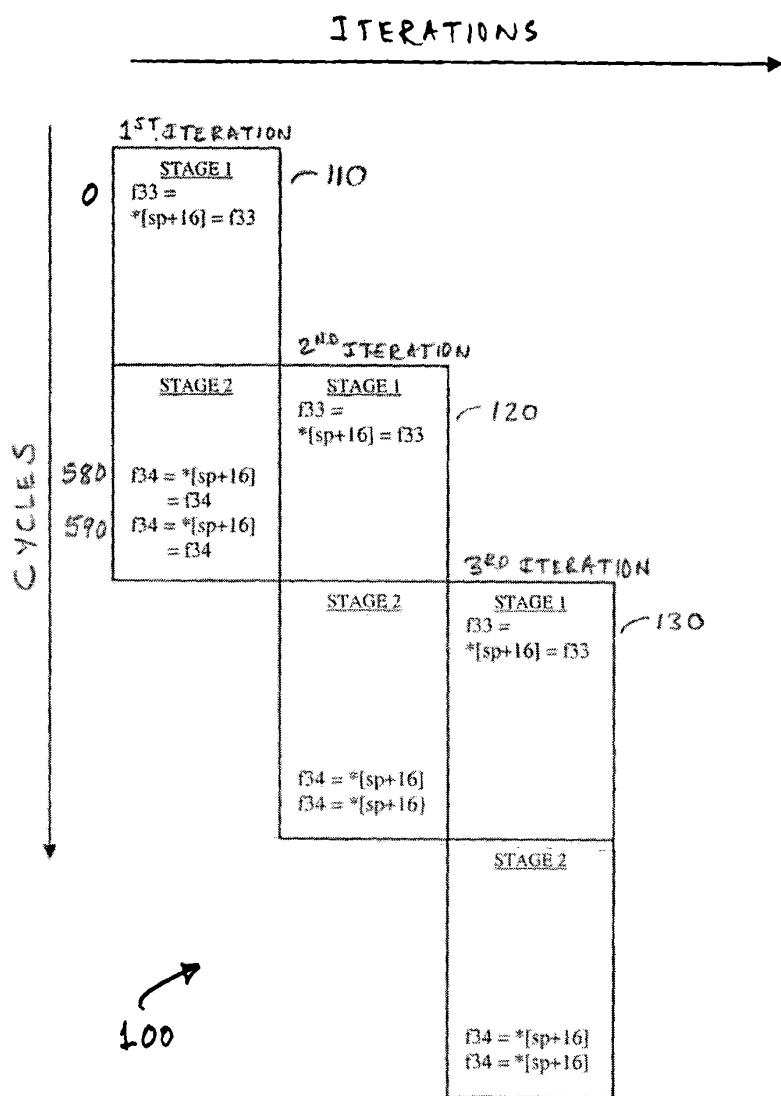 ITERATIONS
1ST ITERATION
STAGE 1
110
0
f33 =
*[sp+16] = f33
2ND ITERATION
STAGE 2
STAGE 1
f33 =
*[sp+16] = f33
120
CYCLES
580
f34 = *[sp+16]
= f34
590
f34 = *[sp+16]
= f34
3RD ITERATION
STAGE 2
STAGE 1
f33 =
*[sp+16] = f33
130
f34 = *[sp+16]
f34 = *[sp+16]
STAGE 2
100
f34 = *[sp+16]
f34 = *[sp+16]